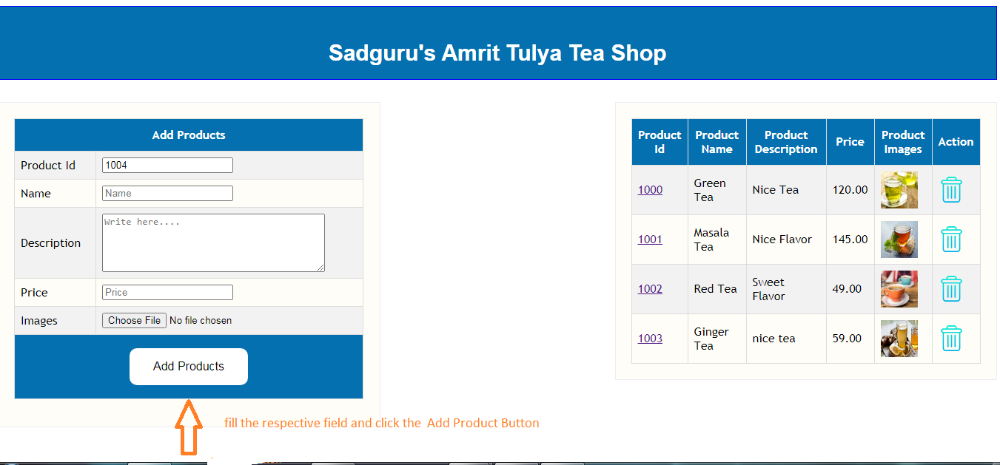 Sadguru's Amrit Tulya Tea Shop
Add Products
Product Id 1004
Name Name
Description Write here....
Price Price
Images Choose File No file chosen
Add Products
fill the respective field and click the Add Product Button
Product Id Product Name Product Description Price Product Images Action
1000 Green Tea Nice Tea 120.00
1001 Masala Tea Nice Flavor 145.00
1002 Red Tea Sweet Flavor 49.00
1003 Ginger Tea nice tea 59.00